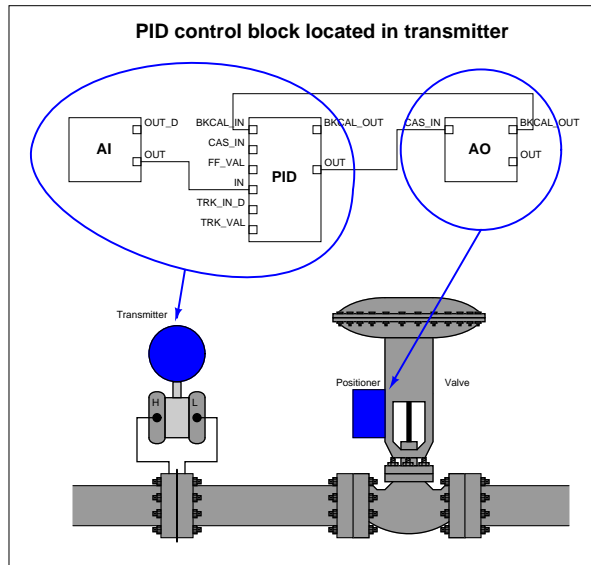 PID control block located in transmitter
OUT_D
AI
OUT
BKCAL_IN
CAS_IN
FF_VAL
IN
TRK_IN_D
TRK_VAL
PID
BKCAL_OUT
OUT
CAS_IN
AO
BKCAL_OUT
OUT
Transmitter
H
L
Positioner
Valve